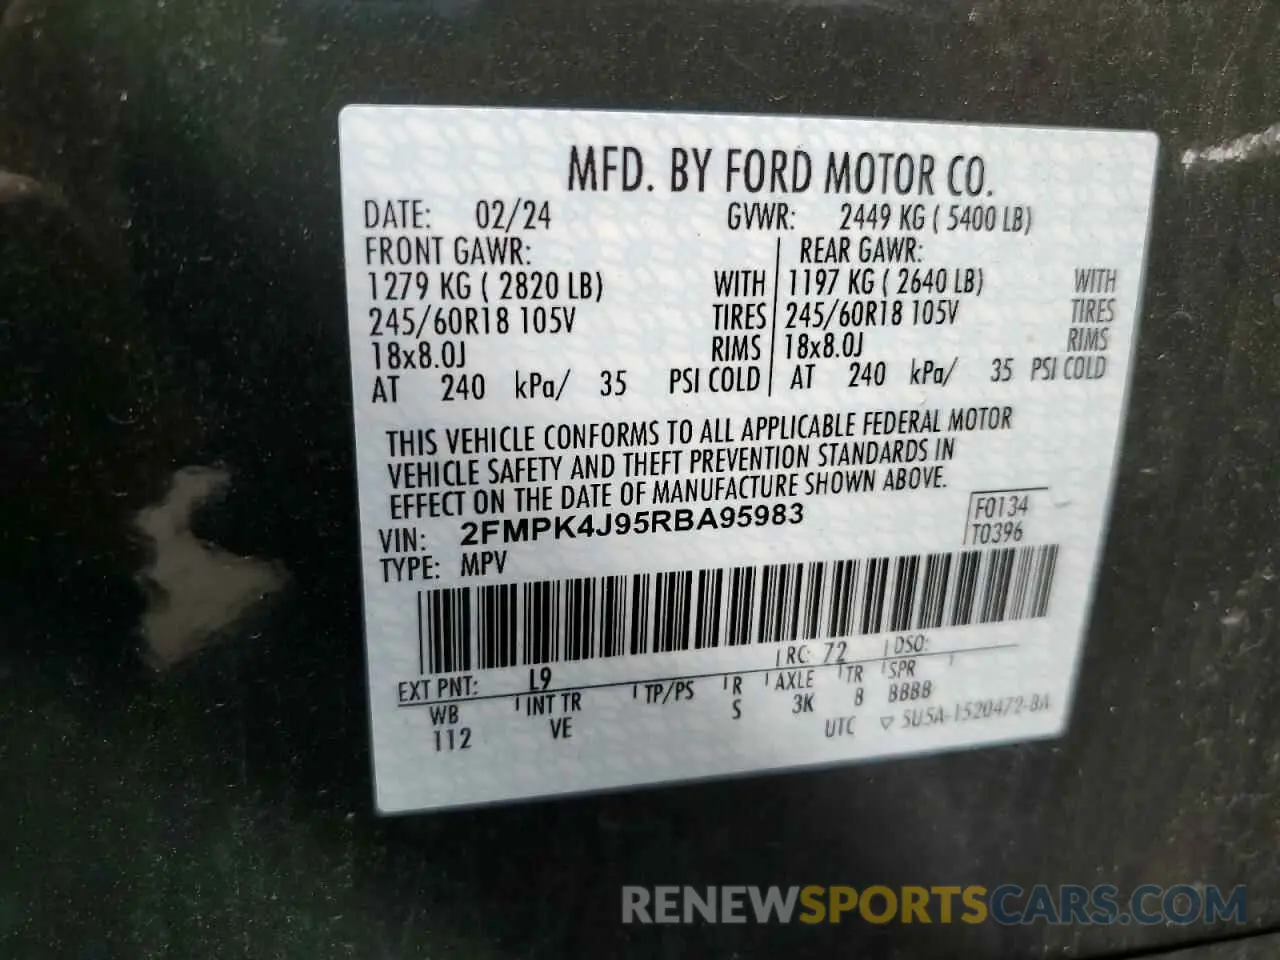 MFD. BY FORD MOTOR CO.
DATE: 02/24 GVWR: 2449 KG ( 5400 LB)
FRONT GAWR: REAR GAWR:
1279 KG ( 2820 LB) WITH 1197 KG ( 2640 LB) WITH
245/60R18 105V TIRES 245/60R18 105V TIRES
18x8.0J RIMS 18x8.0J RIMS
AT 240 kPa/ 35 PSI COLD AT 240 kPa/ 35 PSI COLD
THIS VEHICLE CONFORMS TO ALL APPLICABLE FEDERAL MOTOR
VEHICLE SAFETY AND THEFT PREVENTION STANDARDS IN
EFFECT ON THE DATE OF MANUFACTURE SHOWN ABOVE.
VIN: 2FMPK4J95RBA95983 F0134
TYPE: MPV T0396
EXT PNT: L9 RC: 72 DSO:
WB INT TR TP/PS R AXLE TR SPR
112 VE S 3K 8 BBBB
UTC ▽ 5U5A-1520472-BA
RENEWSPORTSCARS.COM